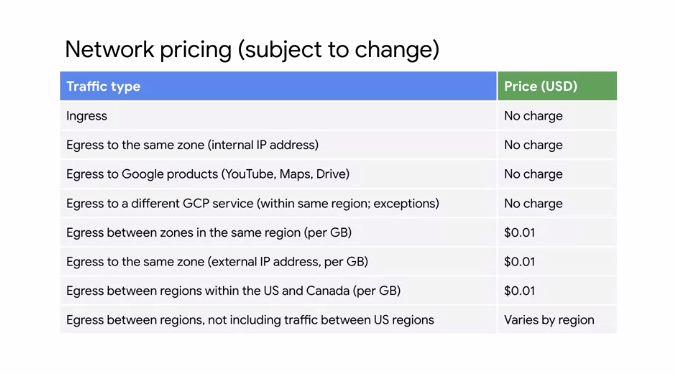 Network pricing (subject to change)
Traffic type Price (USD)
Ingress No charge
Egress to the same zone (internal IP address) No charge
Egress to Google products (YouTube, Maps, Drive) No charge
Egress to a different GCP service (within same region; exceptions) No charge
Egress between zones in the same region (per GB) $0.01
Egress to the same zone (external IP address, per GB) $0.01
Egress between regions within the US and Canada (per GB) $0.01
Egress between regions, not including traffic between US regions Varies by region